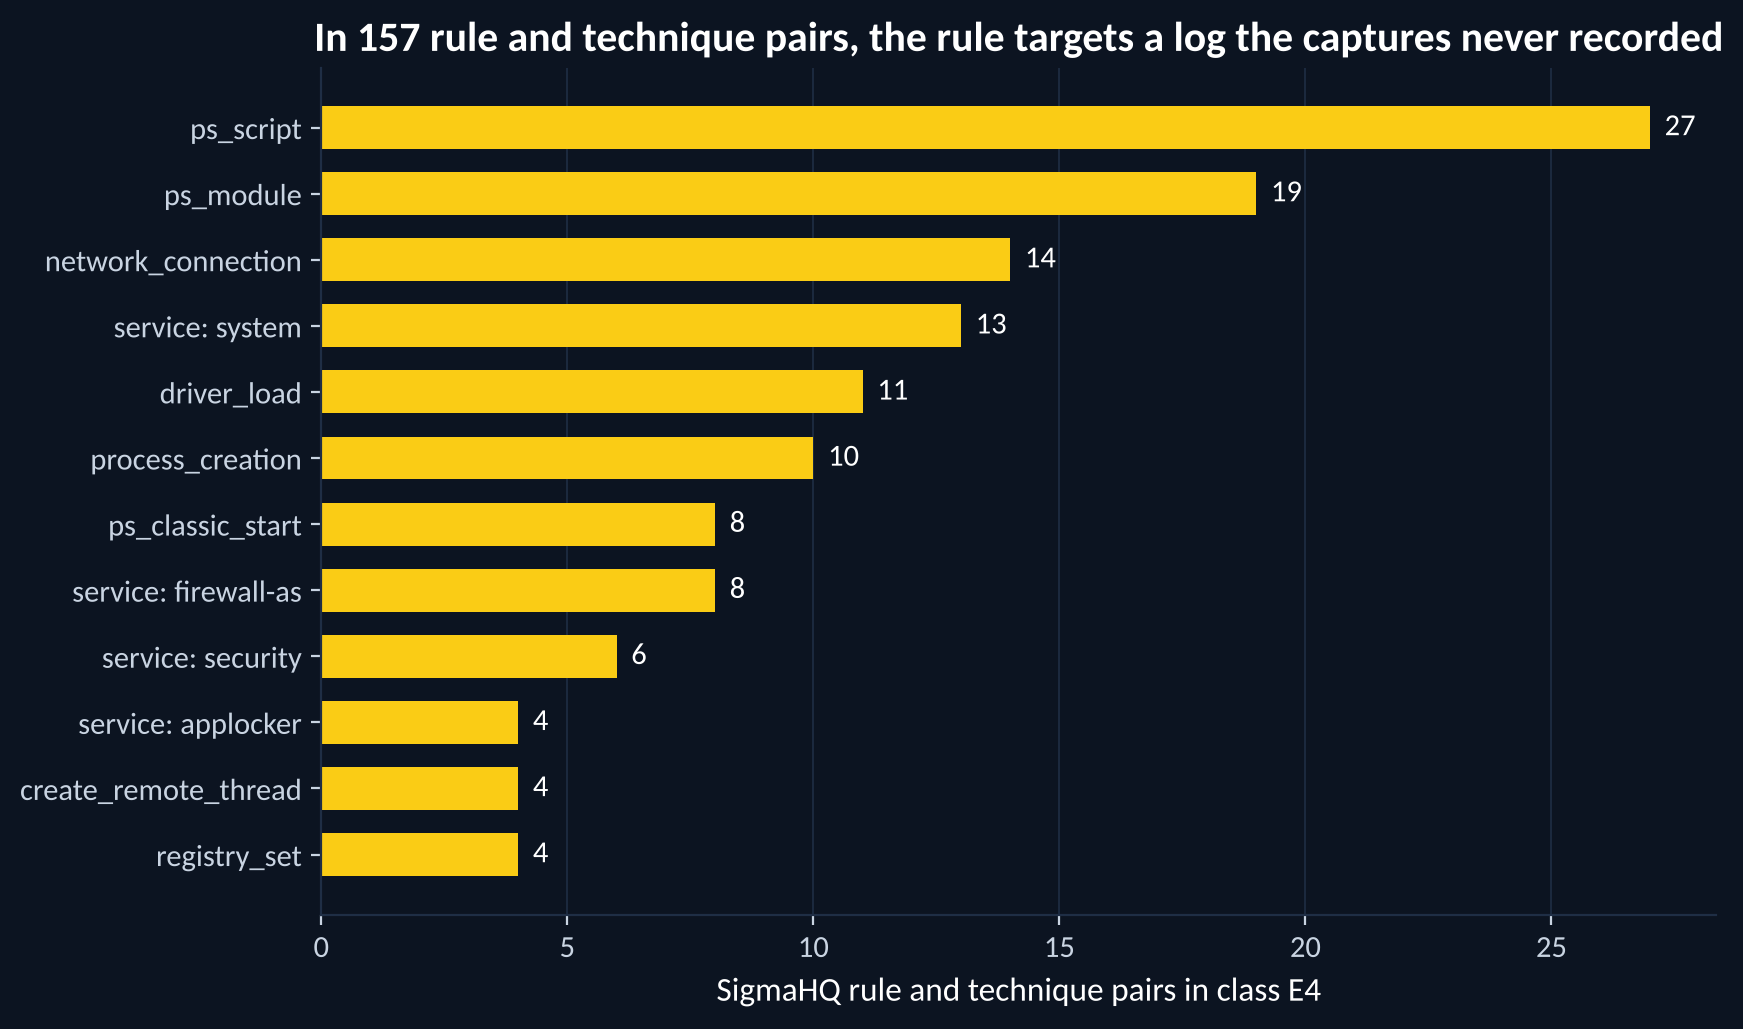 In 157 rule and technique pairs, the rule targets a log the captures never recorded
ps_script 27
ps_module 19
network_connection 14
service: system 13
driver_load 11
process_creation 10
ps_classic_start 8
service: firewall-as 8
service: security 6
service: applocker 4
create_remote_thread 4
registry_set 4
0 5 10 15 20 25
SigmaHQ rule and technique pairs in class E4